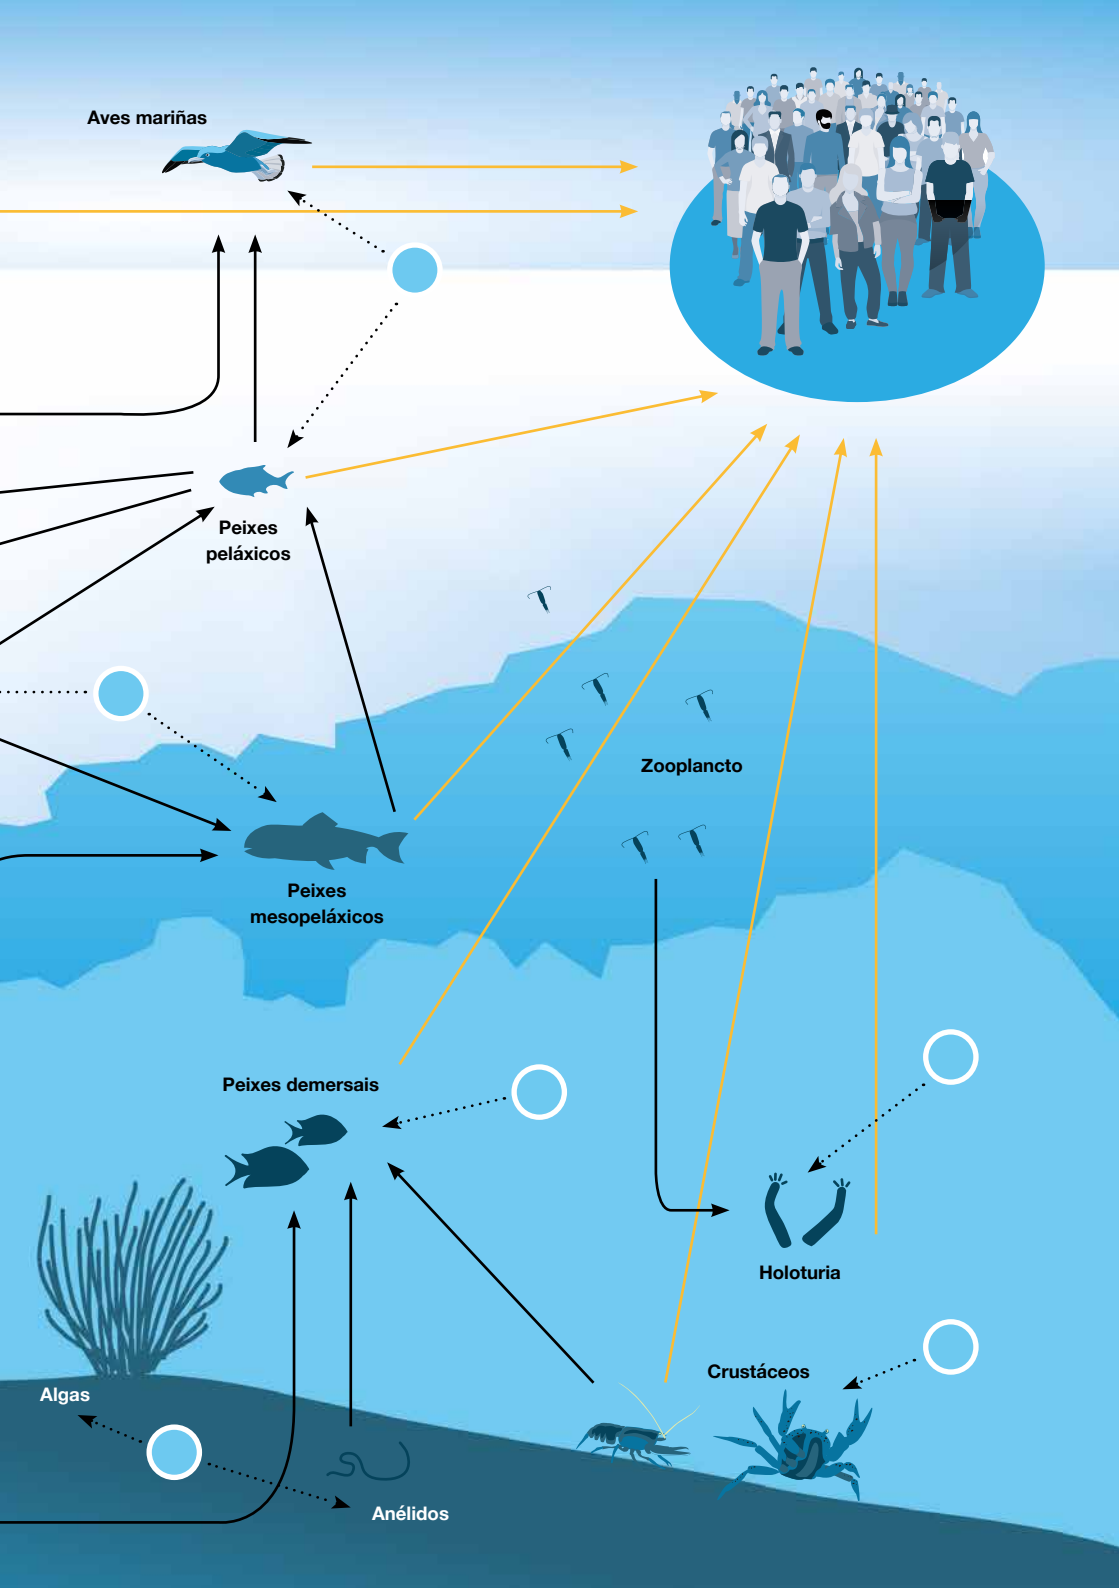 Aves mariñas
Peixes
peláxicos
Zooplancto
Peixes
mesopeláxicos
Peixes demersais
Holoturia
Crustáceos
Algas
Anélidos